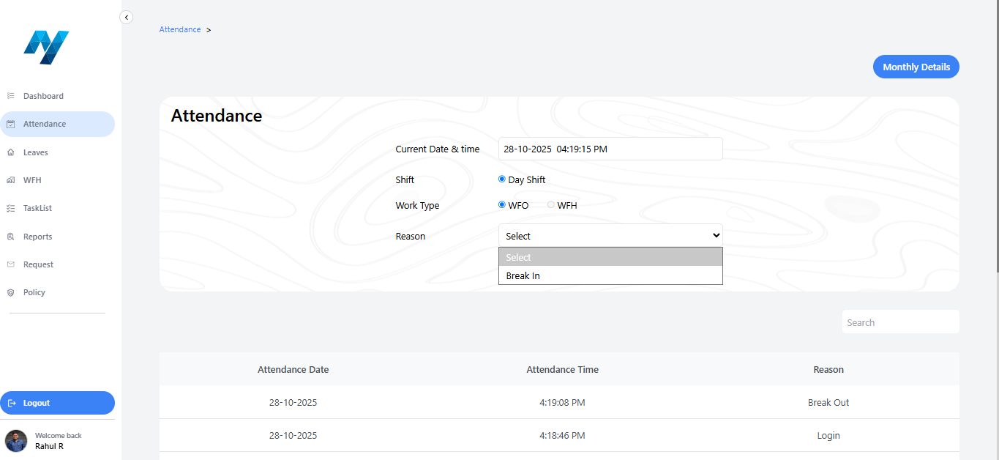 Attendance >
Monthly Details
Dashboard
Attendance
Leaves
WFH
TaskList
Reports
Request
Policy
Logout
Welcome back
Rahul R
Attendance
Current Date & time 28-10-2025 04:19:15 PM
Shift Day Shift
Work Type WFO WFH
Reason Select
Select
Break In
Search
Attendance Date Attendance Time Reason
28-10-2025 4:19:08 PM Break Out
28-10-2025 4:18:46 PM Login